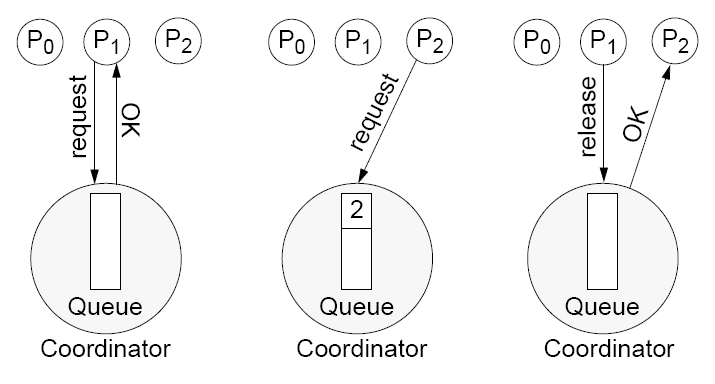 P0 P1 P2 P0 P1 P2 P0 P1 P2
request OK request release OK
2
Queue Queue Queue
Coordinator Coordinator Coordinator